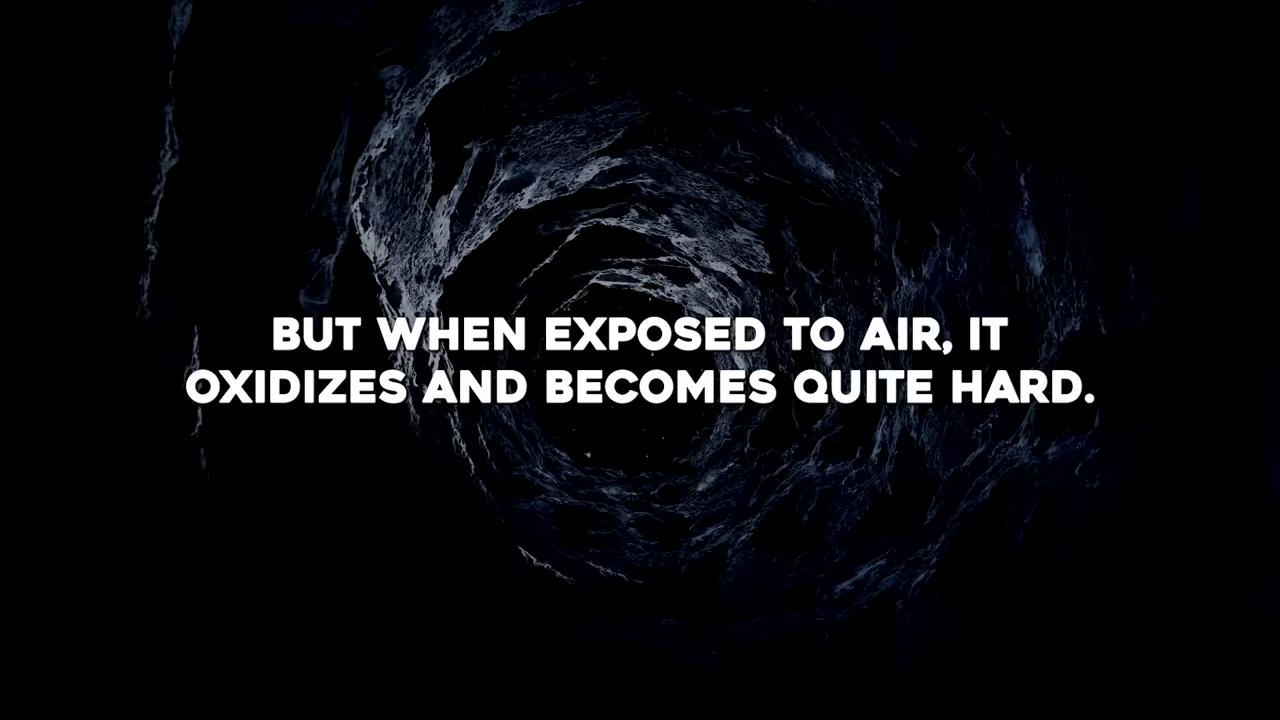 BUT WHEN EXPOSED TO AIR, IT
OXIDIZES AND BECOMES QUITE HARD.